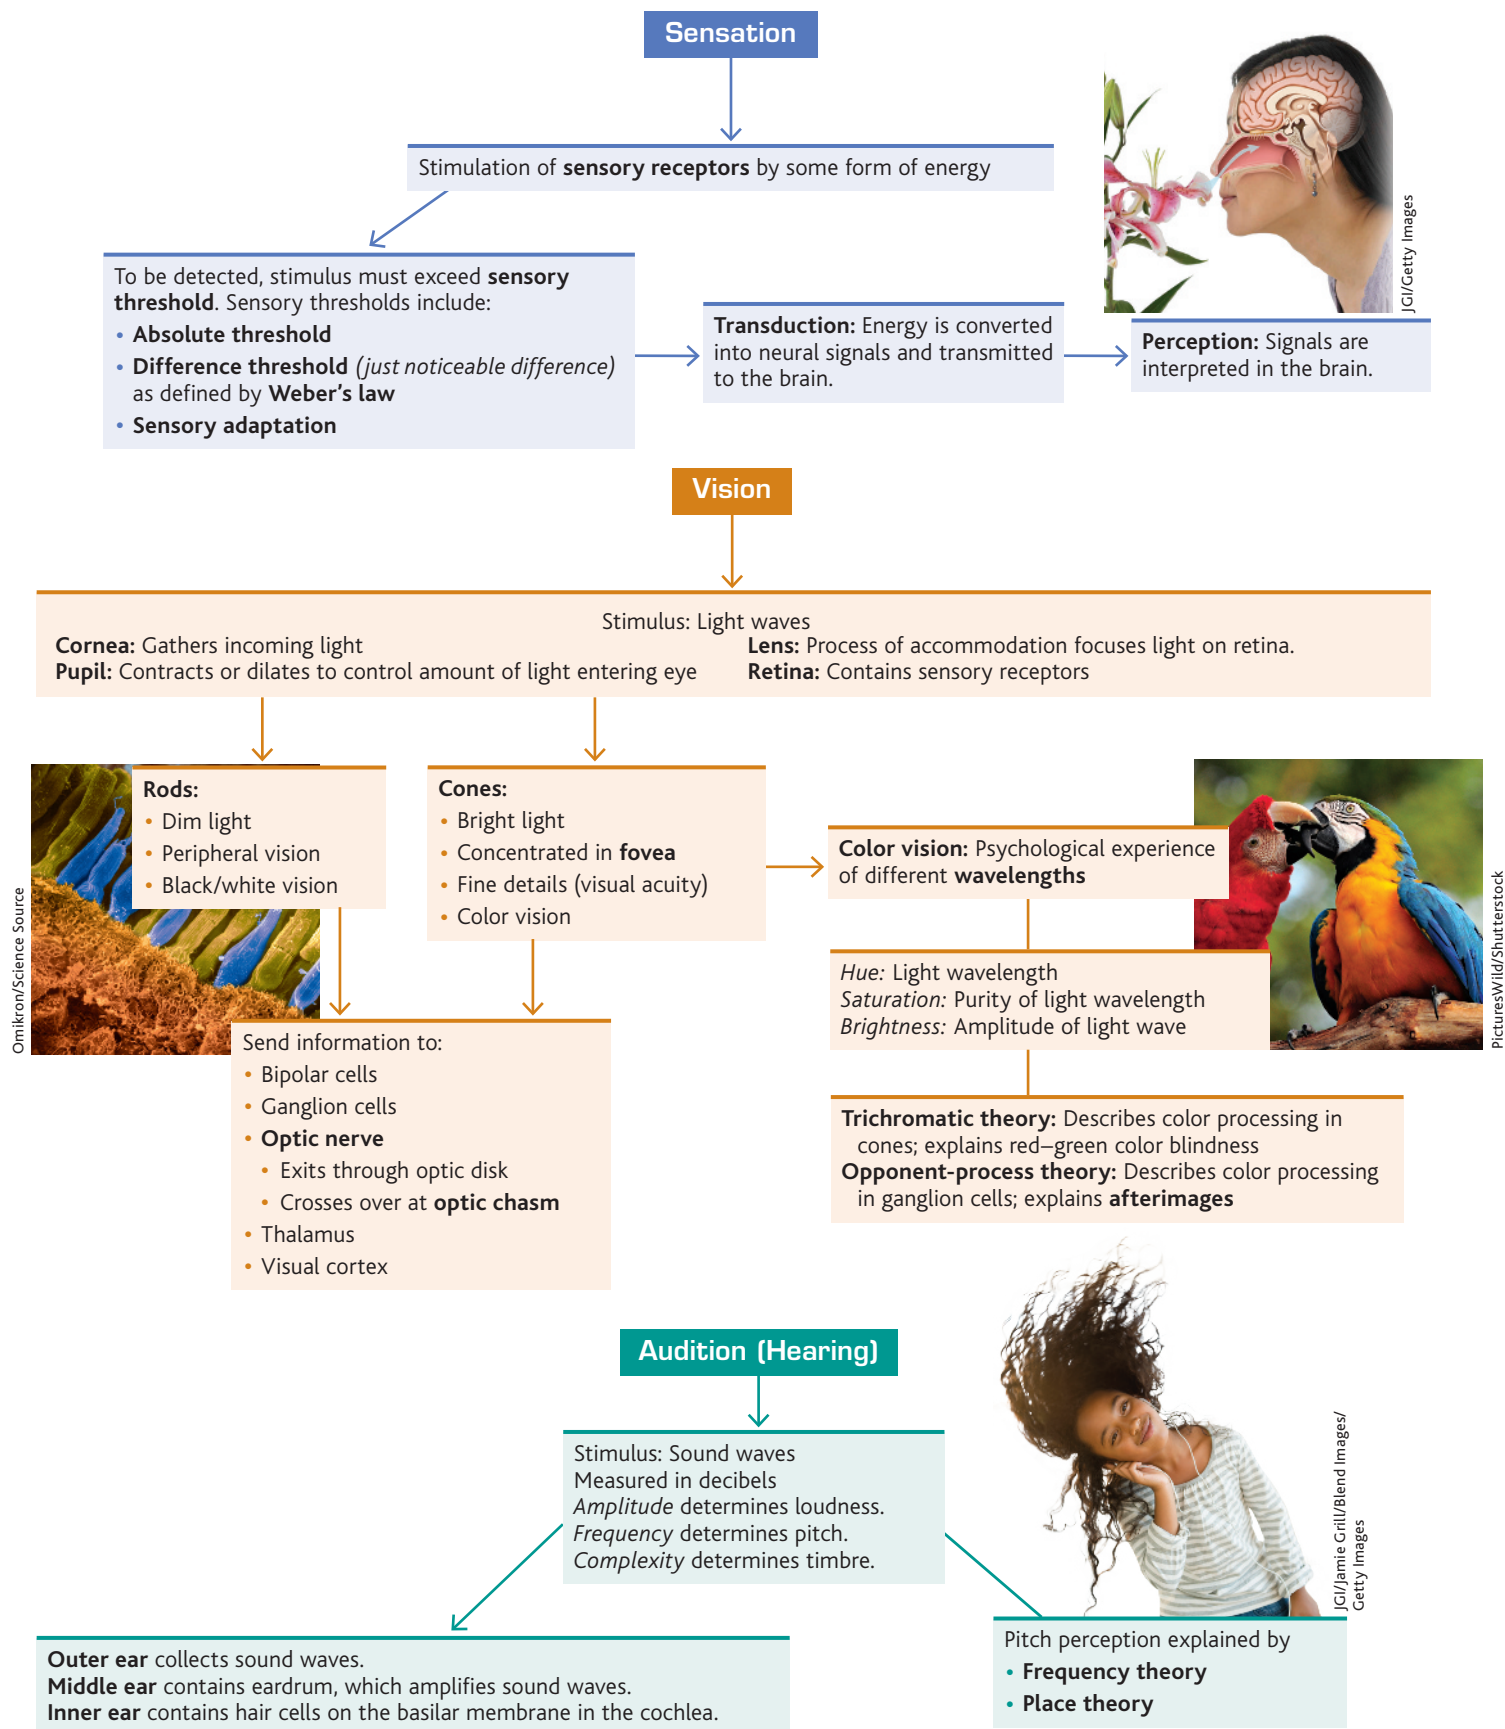 Sensation
Stimulation of sensory receptors by some form of energy
To be detected, stimulus must exceed sensory
threshold. Sensory thresholds include:
• Absolute threshold
• Difference threshold (just noticeable difference)
as defined by Weber's law
• Sensory adaptation
Transduction: Energy is converted
into neural signals and transmitted
to the brain.
JGI/Getty Images
Perception: Signals are
interpreted in the brain.
Vision
Stimulus: Light waves
Cornea: Gathers incoming light
Pupil: Contracts or dilates to control amount of light entering eye
Lens: Process of accommodation focuses light on retina.
Retina: Contains sensory receptors
Omikron/Science Source
Rods:
• Dim light
• Peripheral vision
• Black/white vision
Cones:
• Bright light
• Concentrated in fovea
• Fine details (visual acuity)
• Color vision
Send information to:
• Bipolar cells
• Ganglion cells
• Optic nerve
• Exits through optic disk
• Crosses over at optic chasm
• Thalamus
• Visual cortex
Color vision: Psychological experience
of different wavelengths
PicturesWild/Shutterstock
Hue: Light wavelength
Saturation: Purity of light wavelength
Brightness: Amplitude of light wave
Trichromatic theory: Describes color processing in
cones; explains red–green color blindness
Opponent-process theory: Describes color processing
in ganglion cells; explains afterimages
Audition (Hearing)
Stimulus: Sound waves
Measured in decibels
Amplitude determines loudness.
Frequency determines pitch.
Complexity determines timbre.
JGI/Jamie Grill/Blend Images/
Getty Images
Outer ear collects sound waves.
Middle ear contains eardrum, which amplifies sound waves.
Inner ear contains hair cells on the basilar membrane in the cochlea.
Pitch perception explained by
• Frequency theory
• Place theory